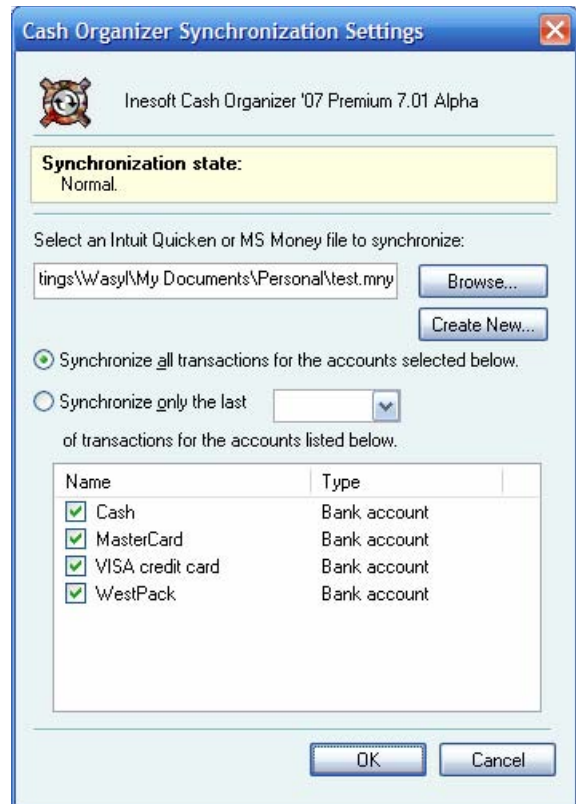 Cash Organizer Synchronization Settings
Inesoft Cash Organizer '07 Premium 7.01 Alpha
Synchronization state:
Normal.
Select an Intuit Quicken or MS Money file to synchronize:
tings\Wasyl\My Documents\Personal\test.mny
Browse...
Create New...
Synchronize all transactions for the accounts selected below.
Synchronize only the last
of transactions for the accounts listed below.
Name Type
Cash Bank account
MasterCard Bank account
VISA credit card Bank account
WestPack Bank account
OK Cancel